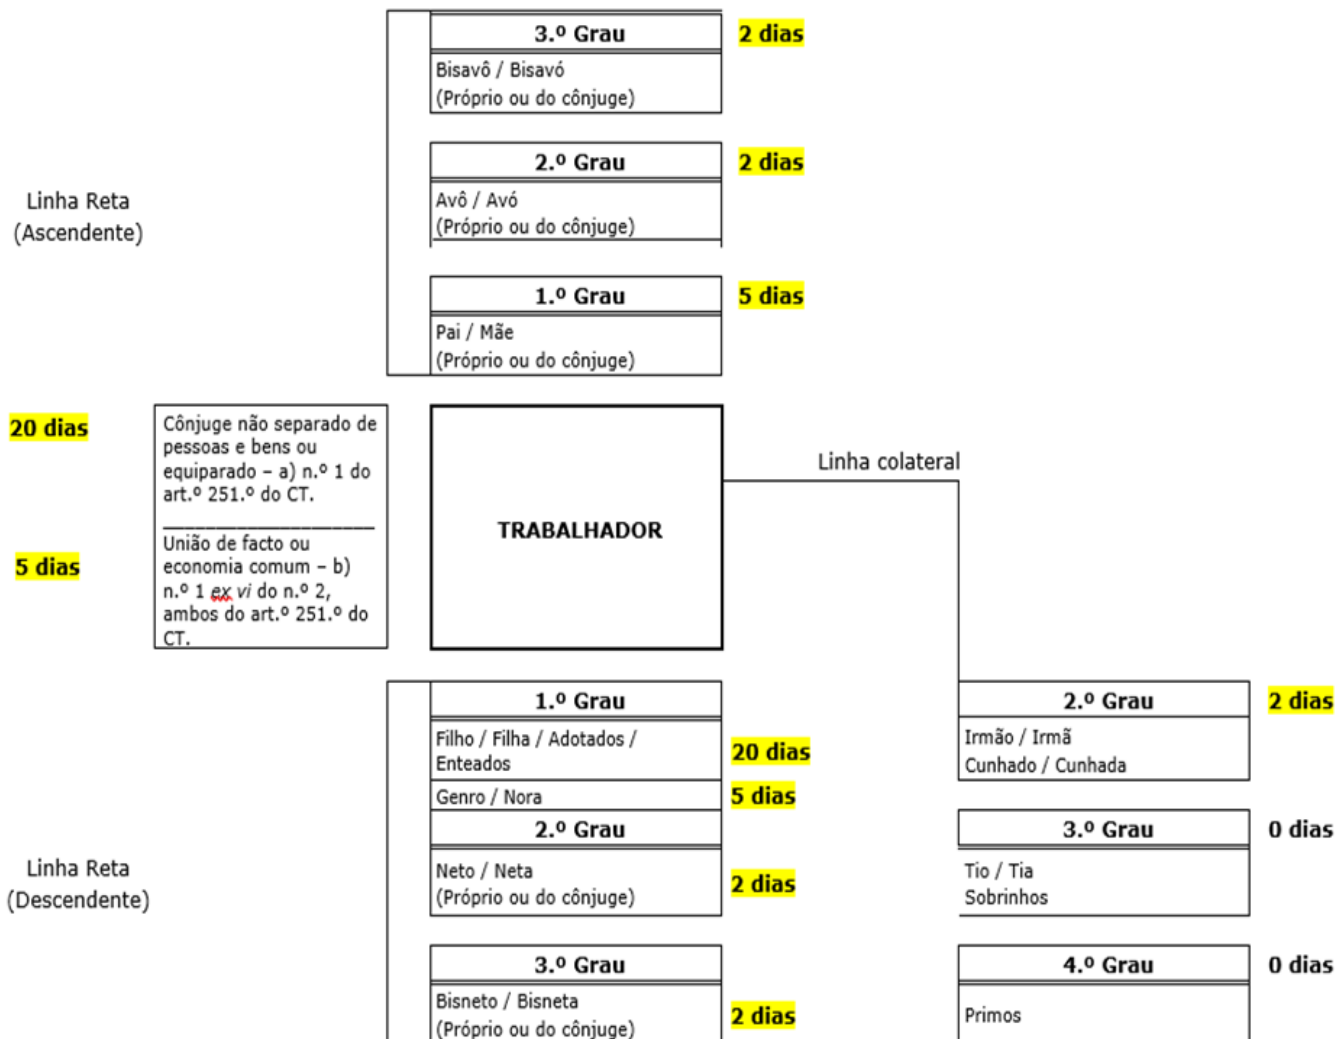 3.º Grau
2 dias
Bisavô / Bisavó
(Próprio ou do cônjuge)
2.º Grau
2 dias
Avô / Avó
(Próprio ou do cônjuge)
Linha Reta
(Ascendente)
1.º Grau
5 dias
Pai / Mãe
(Próprio ou do cônjuge)
20 dias
Cônjuge não separado de
pessoas e bens ou
equiparado – a) n.º 1 do
art.º 251.º do CT.
5 dias
União de facto ou
economia comum – b)
n.º 1 ex vi do n.º 2,
ambos do art.º 251.º do
CT.
TRABALHADOR
Linha colateral
1.º Grau
Filho / Filha / Adotados /
Enteados
20 dias
Genro / Nora
5 dias
2.º Grau
Neto / Neta
(Próprio ou do cônjuge)
2 dias
Linha Reta
(Descendente)
3.º Grau
Bisneto / Bisneta
(Próprio ou do cônjuge)
2 dias
2.º Grau
2 dias
Irmão / Irmã
Cunhado / Cunhada
3.º Grau
0 dias
Tio / Tia
Sobrinhos
4.º Grau
0 dias
Primos